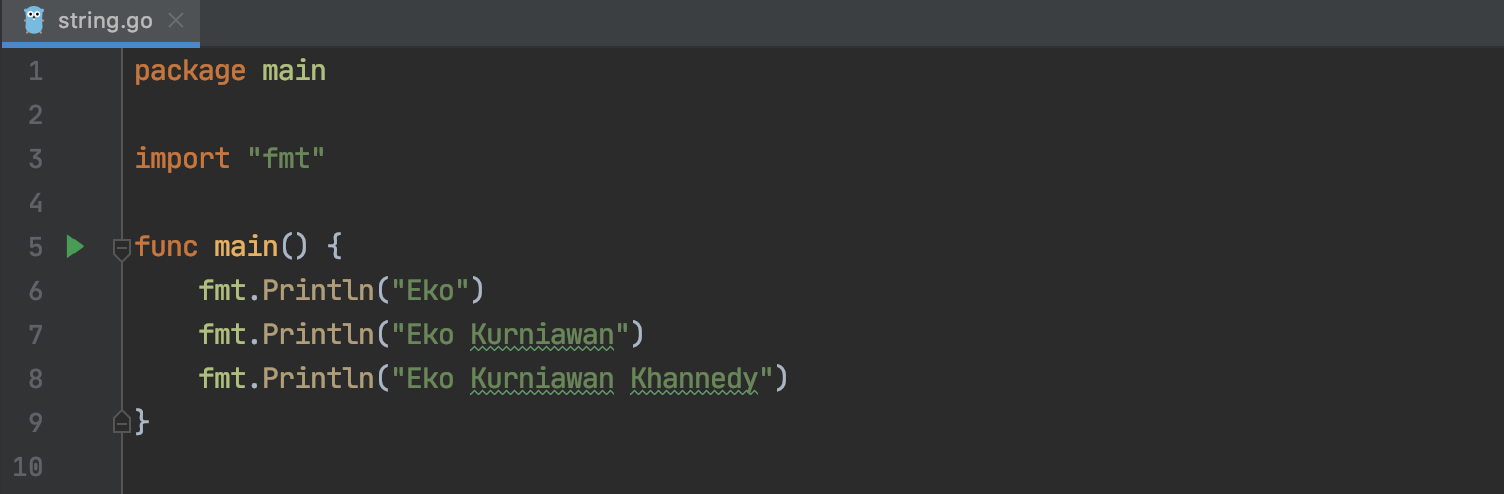 string.go
1 package main
2
3 import "fmt"
4
5 func main() {
6     fmt.Println("Eko")
7     fmt.Println("Eko Kurniawan")
8     fmt.Println("Eko Kurniawan Khannedy")
9 }
10